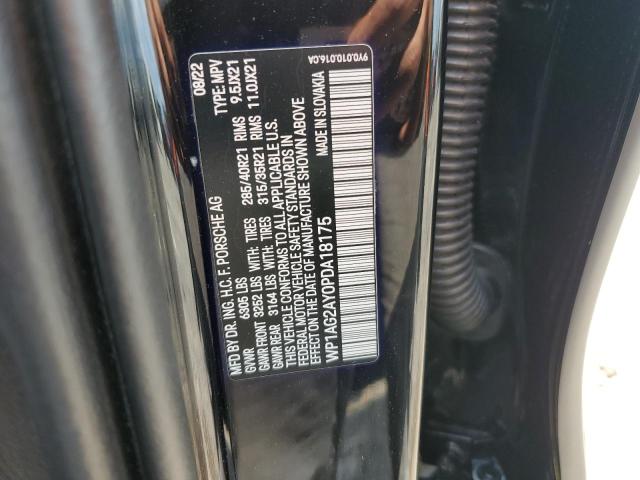 MFD BY DR. ING. H.C. F. PORSCHE AG 08/22
GVWR 6305 LBS TYPE: MPV
GAWR FRONT 3252 LBS WITH: TIRES 285/40R21 RIMS 9.5JX21
GAWR REAR 3164 LBS WITH: TIRES 315/35R21 RIMS 11.0JX21
THIS VEHICLE CONFORMS TO ALL APPLICABLE U.S.
FEDERAL MOTOR VEHICLE SAFETY STANDARDS IN
EFFECT ON THE DATE OF MANUFACTURE SHOWN ABOVE
WP1AG2AY0PDA18175 MADE IN SLOVAKIA
9Y0.010.016.CA